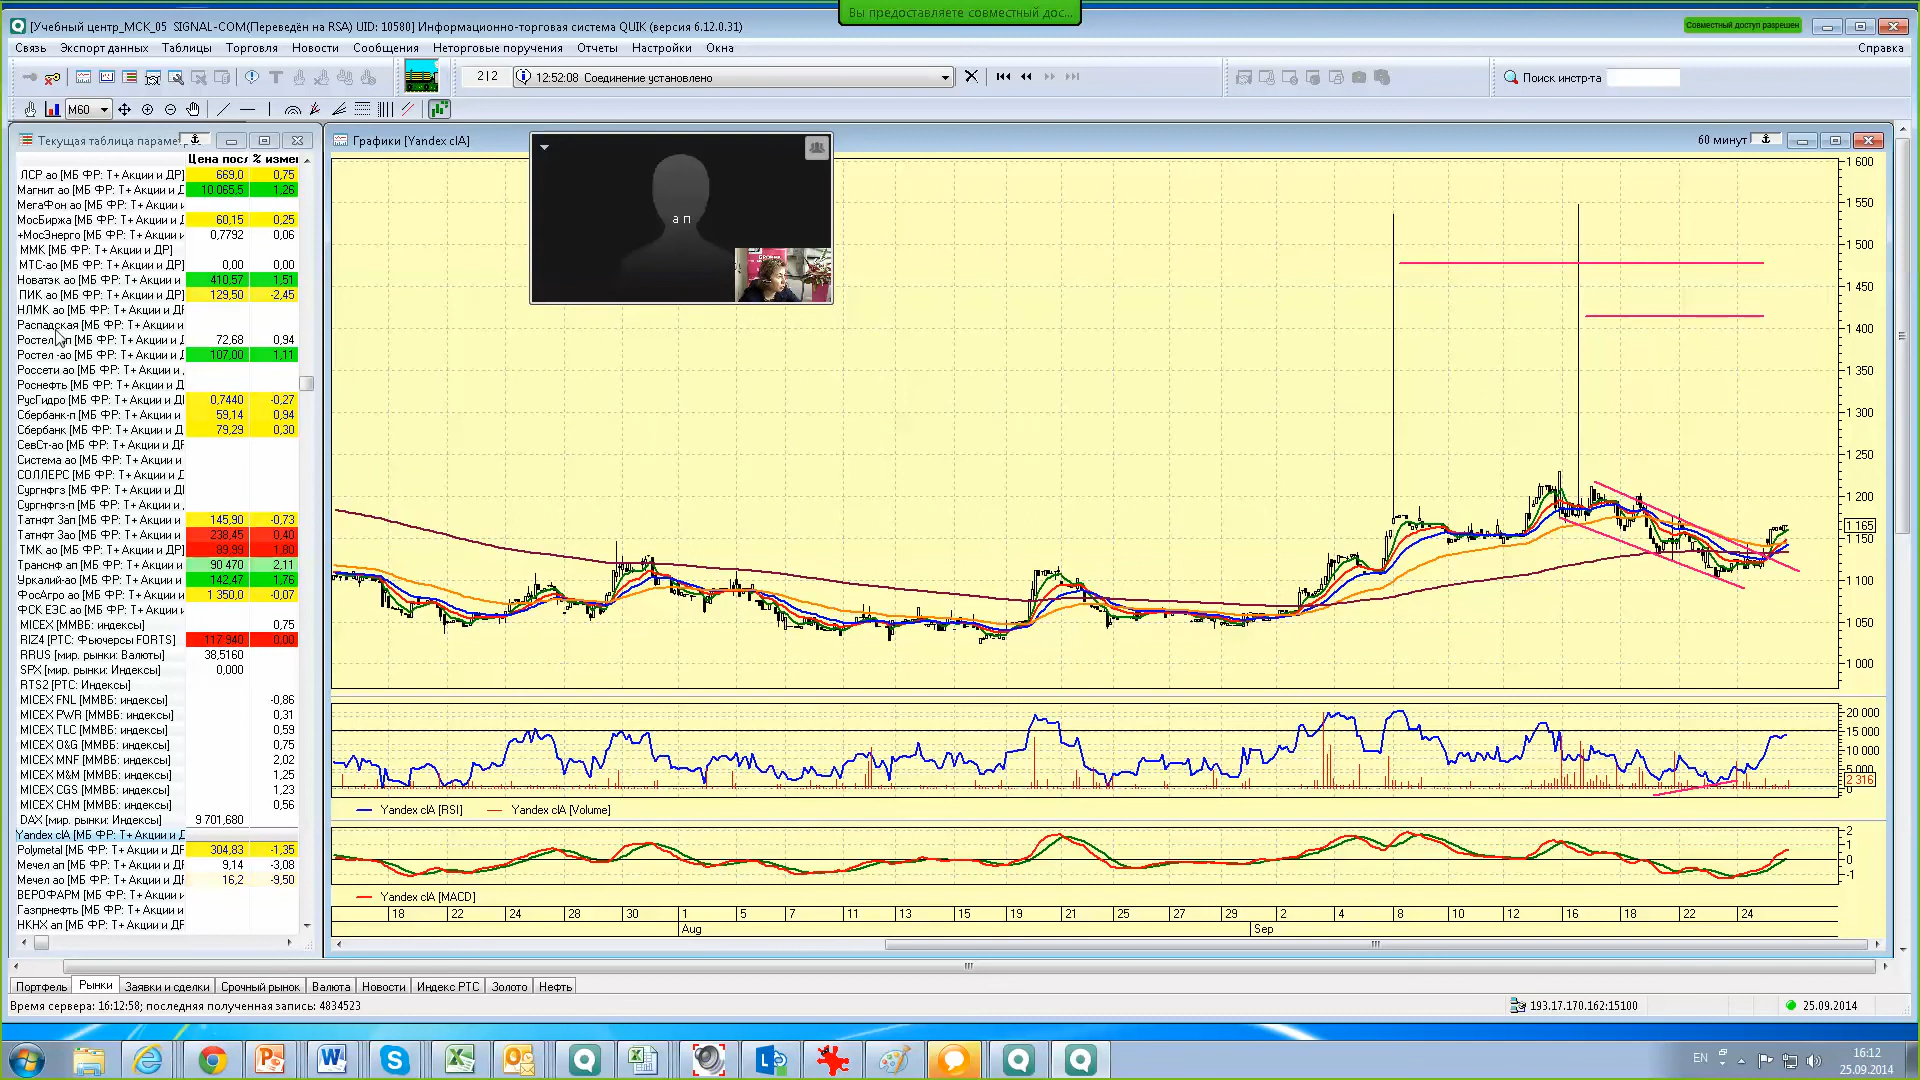 Вы предоставляете совместный дос...
[Учебный центр_МСК_05 SIGNAL-COM(Переведён на RSA) UID: 10580] Информационно-торговая система QUIK (версия 6.12.0.31)
Совместный доступ разрешен
Связь Экспорт данных Таблицы Торговля Новости Сообщения Неторговые поручения Отчеты Настройки Окна Справка
2|2 12:52:08 Соединение установлено
Поиск инстр-та
M60
Текущая таблица параме
Графики [Yandex clA]
60 минут
Цена посл % измен
ЛСР ао [МБ ФР: Т+ Акции и ДР] 669,0 0,75
Магнит ао [МБ ФР: Т+ Акции и Д 10 065,5 1,26
МегаФон ао [МБ ФР: Т+ Акции и
МосБиржа [МБ ФР: Т+ Акции и Д 60,15 0,25
+МосЭнерго [МБ ФР: Т+ Акции и 0,7792 0,06
ММК [МБ ФР: Т+ Акции и ДР]
МТС-ао [МБ ФР: Т+ Акции и ДР] 0,00 0,00
Новатэк ао [МБ ФР: Т+ Акции и 410,57 1,51
ПИК ао [МБ ФР: Т+ Акции и ДР] 129,50 -2,45
НЛМК ао [МБ ФР: Т+ Акции и ДР
Распадская [МБ ФР: Т+ Акции и
Ростел -п [МБ ФР: Т+ Акции и Д 72,68 0,94
Ростел -ао [МБ ФР: Т+ Акции и 107,00 1,11
Россети ао [МБ ФР: Т+ Акции и
Роснефть [МБ ФР: Т+ Акции и Д
РусГидро [МБ ФР: Т+ Акции и ДР 0,7440 -0,27
Сбербанк-п [МБ ФР: Т+ Акции и 59,14 0,94
Сбербанк [МБ ФР: Т+ Акции и Д 79,29 0,30
СевСт-ао [МБ ФР: Т+ Акции и ДР
Система ао [МБ ФР: Т+ Акции и
СОЛЛЕРС [МБ ФР: Т+ Акции и Д
Сургнфгз [МБ ФР: Т+ Акции и ДР
Сургнфгз-п [МБ ФР: Т+ Акции и
Татнфт 3ап [МБ ФР: Т+ Акции и 145,90 -0,73
Татнфт 3ао [МБ ФР: Т+ Акции и 238,45 0,40
ТМК ао [МБ ФР: Т+ Акции и ДР] 89,99 1,80
Транснф ап [МБ ФР: Т+ Акции и 90 470 2,11
Уркалий-ао [МБ ФР: Т+ Акции и 142,47 1,76
ФосАгро ао [МБ ФР: Т+ Акции и 1 350,0 -0,07
ФСК ЕЭС ао [МБ ФР: Т+ Акции и
MICEX [ММВБ: индексы] 0,75
RIZ4 [РТС: Фьючерсы FORTS] 117 940 0,00
RRUS [мир. рынки: Валюты] 38,5160
SPX [мир. рынки: Индексы] 0,000
RTS2 [РТС: Индексы]
MICEX FNL [ММВБ: индексы] -0,86
MICEX PWR [ММВБ: индексы] 0,31
MICEX TLC [ММВБ: индексы] 0,59
MICEX O&G [ММВБ: индексы] 0,75
MICEX MNF [ММВБ: индексы] 2,02
MICEX M&M [ММВБ: индексы] 1,25
MICEX CGS [ММВБ: индексы] 1,23
MICEX CHM [ММВБ: индексы] 0,56
DAX [мир. рынки: Индексы] 9 701,680
Yandex clA [МБ ФР: Т+ Акции и Д
Polymetal [МБ ФР: Т+ Акции и ДР 304,83 -1,35
Мечел ап [МБ ФР: Т+ Акции и ДР 9,14 -3,08
Мечел ао [МБ ФР: Т+ Акции и ДР 16,2 -9,50
ВЕРОФАРМ [МБ ФР: Т+ Акции и
Газпрнефть [МБ ФР: Т+ Акции и
НКНХ ап [МБ ФР: Т+ Акции и ДР
а п
1 600
1 550
1 500
1 450
1 400
1 350
1 300
1 250
1 200
1 165
1 150
1 100
1 050
1 000
20 000
15 000
10 000
5 000
2 316
0
Yandex clA [RSI] Yandex clA [Volume]
2
1
0
-1
Yandex clA [MACD]
18 22 24 28 30 1 5 7 11 13 15 19 21 25 27 29 2 4 8 10 12 16 18 22 24
Aug Sep
Портфель Рынки Заявки и сделки Срочный рынок Валюта Новости Индекс РТС Золото Нефть
Время сервера: 16:12:58; последняя полученная запись: 4834523
193.17.170.162:15100
25.09.2014
EN
16:12
25.09.2014